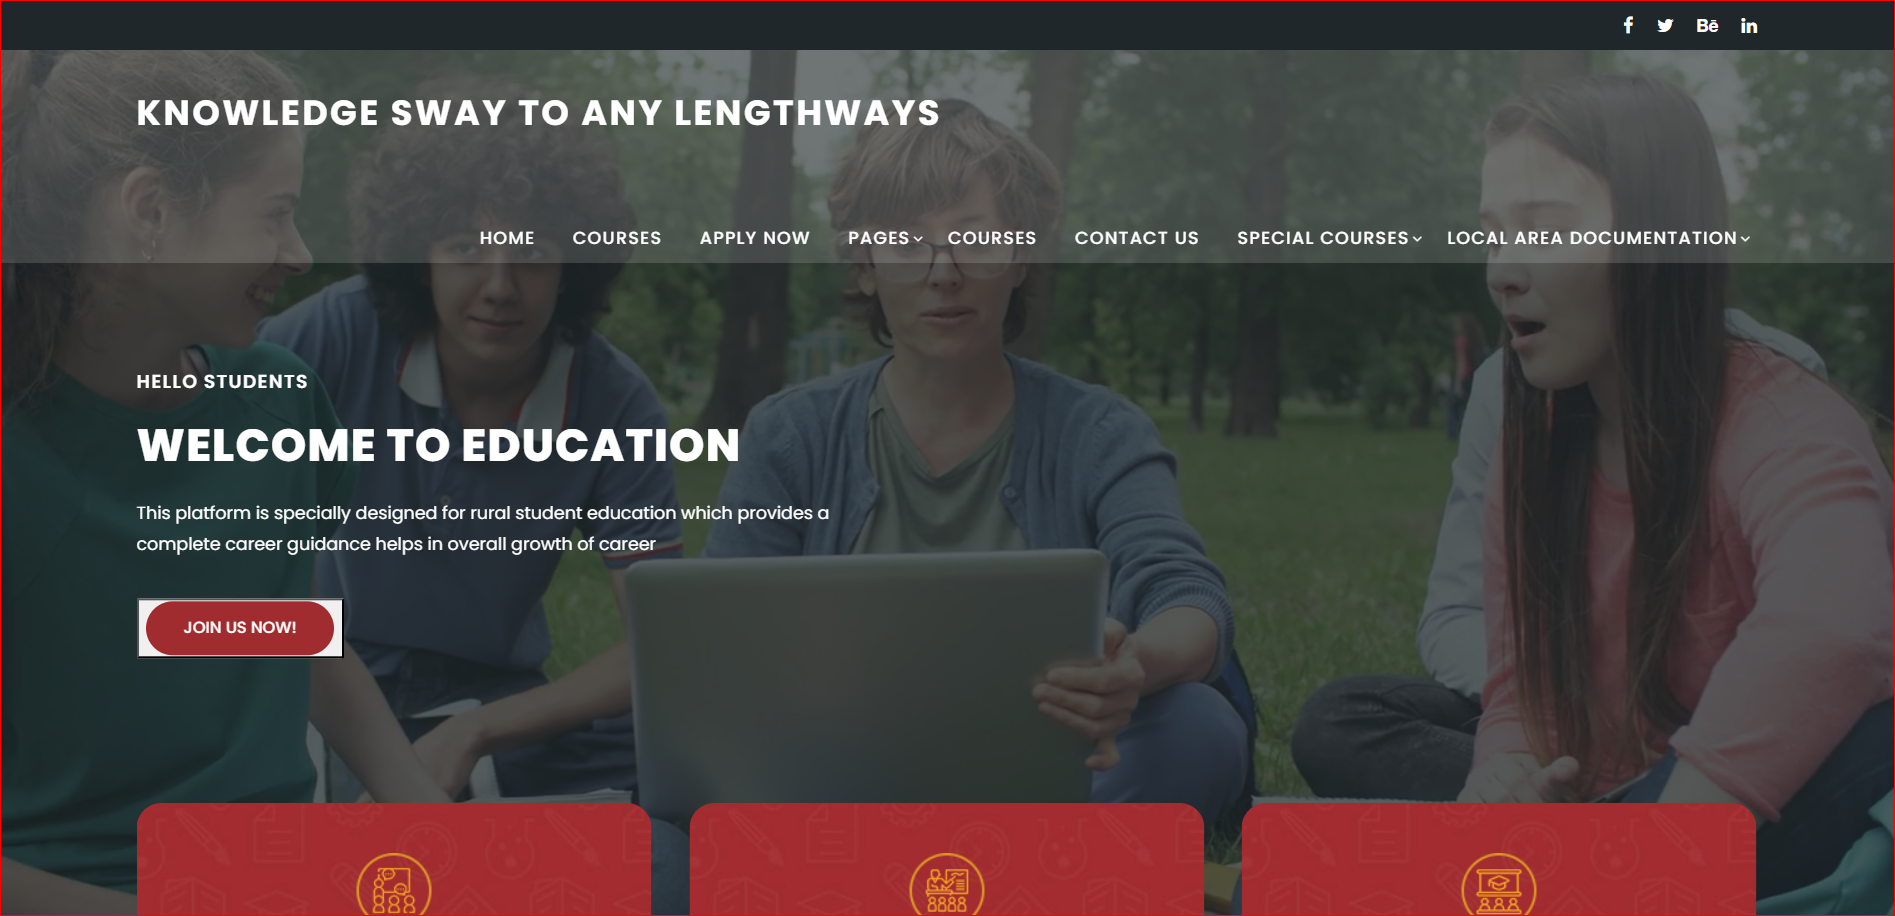 KNOWLEDGE SWAY TO ANY LENGTHWAYS
HOME COURSES APPLY NOW PAGES COURSES CONTACT US SPECIAL COURSES LOCAL AREA DOCUMENTATION
HELLO STUDENTS
WELCOME TO EDUCATION
This platform is specially designed for rural student education which provides a
complete career guidance helps in overall growth of career
JOIN US NOW!